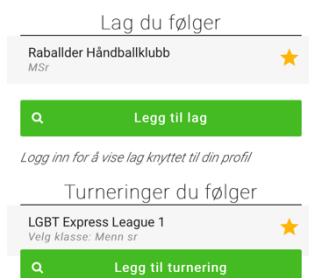 Lag du følger
Raballder Håndballklubb
MSr
Legg til lag
Logg inn for å vise lag knyttet til din profil
Turneringer du følger
LGBT Express League 1
Velg klasse: Menn sr
Legg til turnering